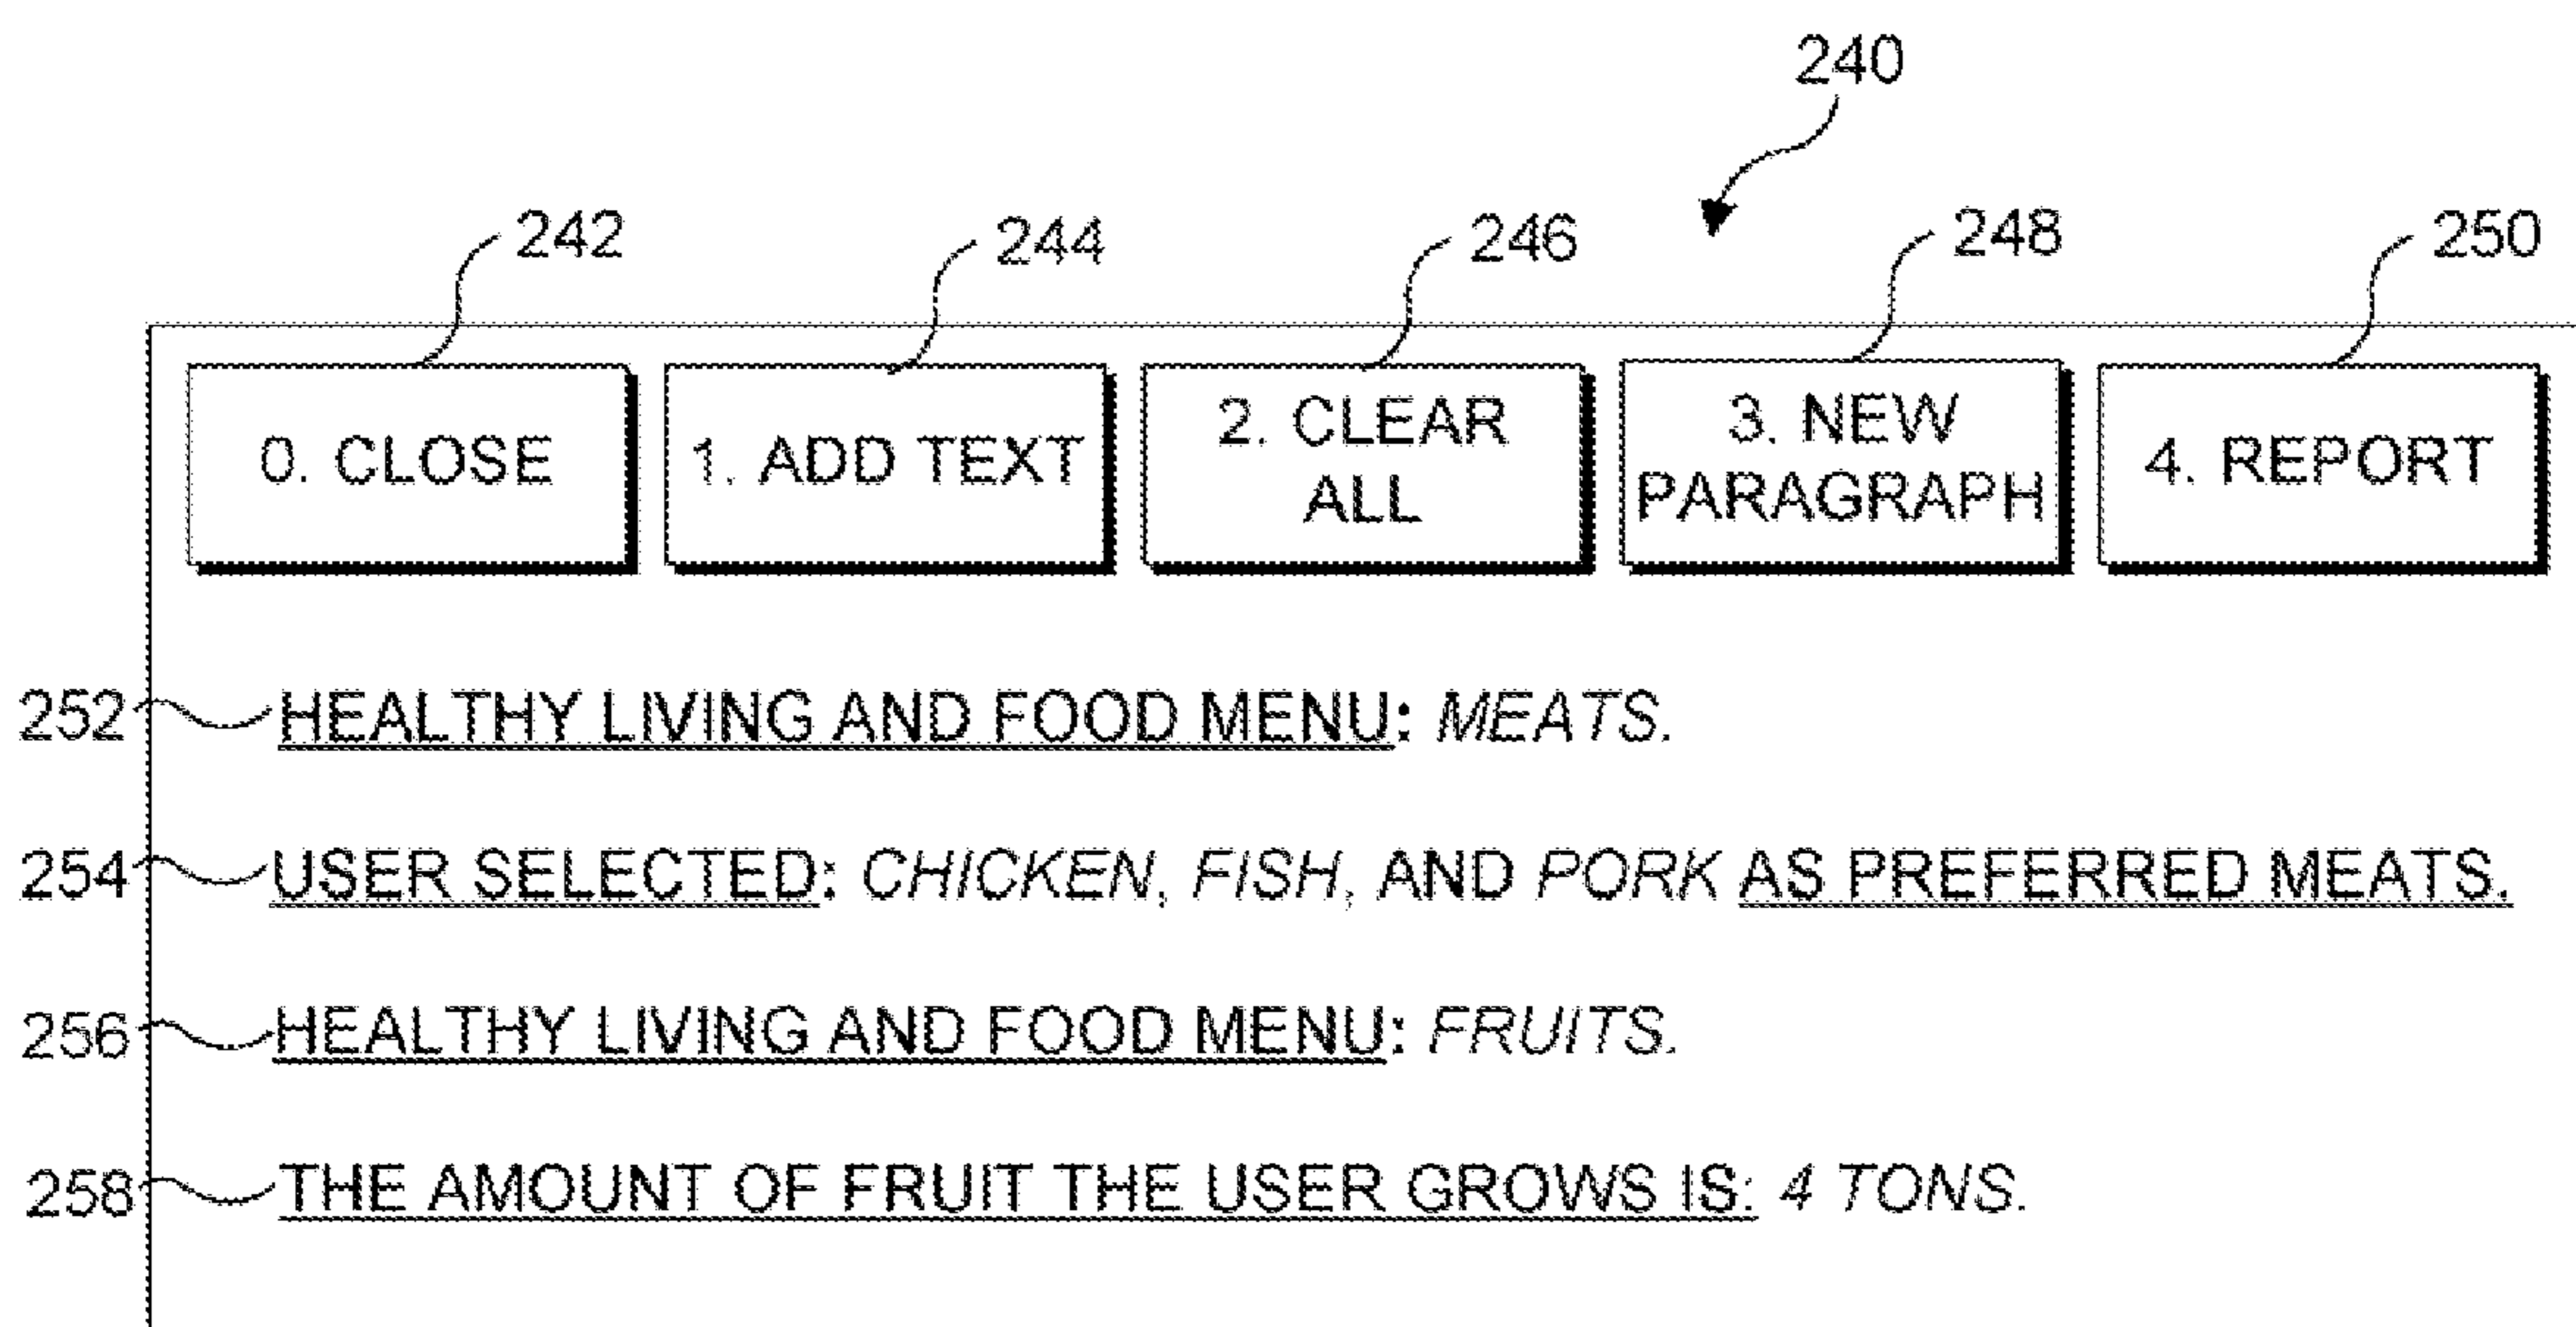 240
242 244 246 248 250
0. CLOSE
1. ADD TEXT
2. CLEAR
ALL
3. NEW
PARAGRAPH
4. REPORT
252 HEALTHY LIVING AND FOOD MENU: MEATS.
254 USER SELECTED: CHICKEN, FISH, AND PORK AS PREFERRED MEATS.
256 HEALTHY LIVING AND FOOD MENU: FRUITS.
258 THE AMOUNT OF FRUIT THE USER GROWS IS: 4 TONS.